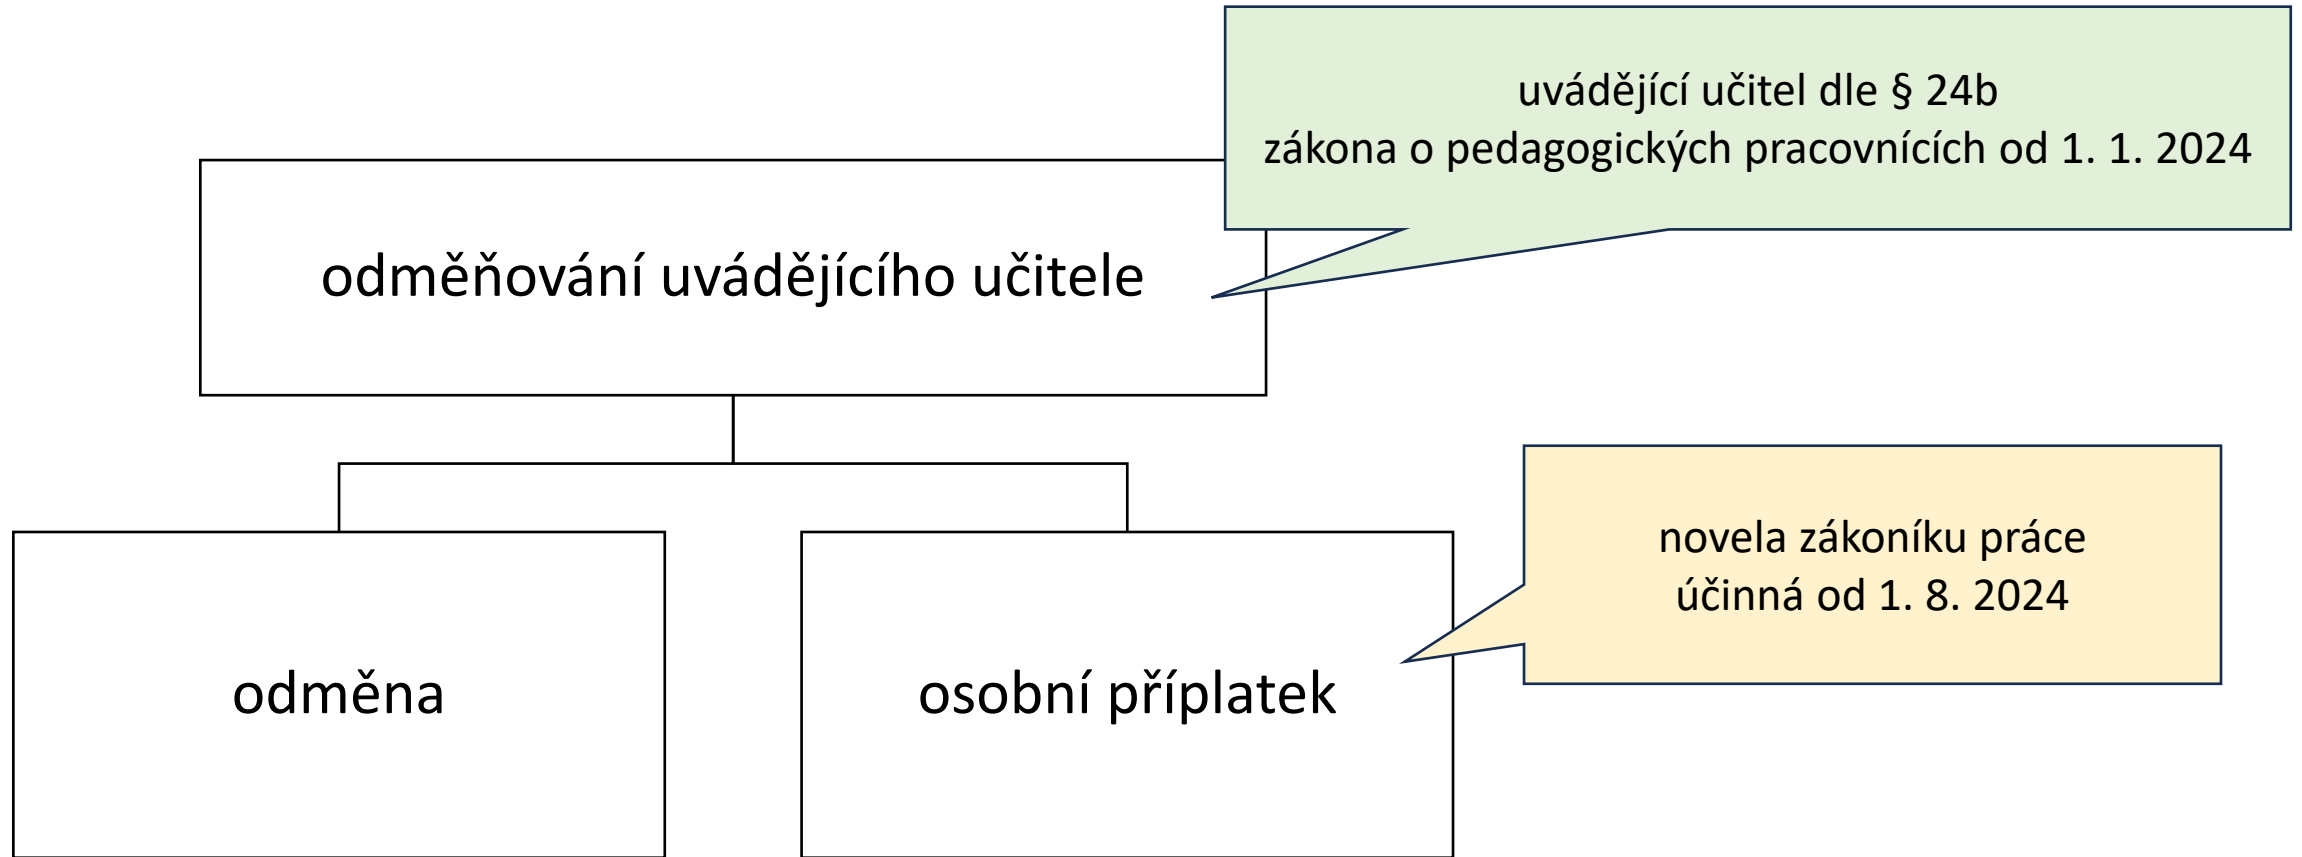 uvádějící učitel dle § 24b
zákona o pedagogických pracovnících od 1. 1. 2024
odměňování uvádějícího učitele
novela zákoníku práce
účinná od 1. 8. 2024
odměna
osobní příplatek